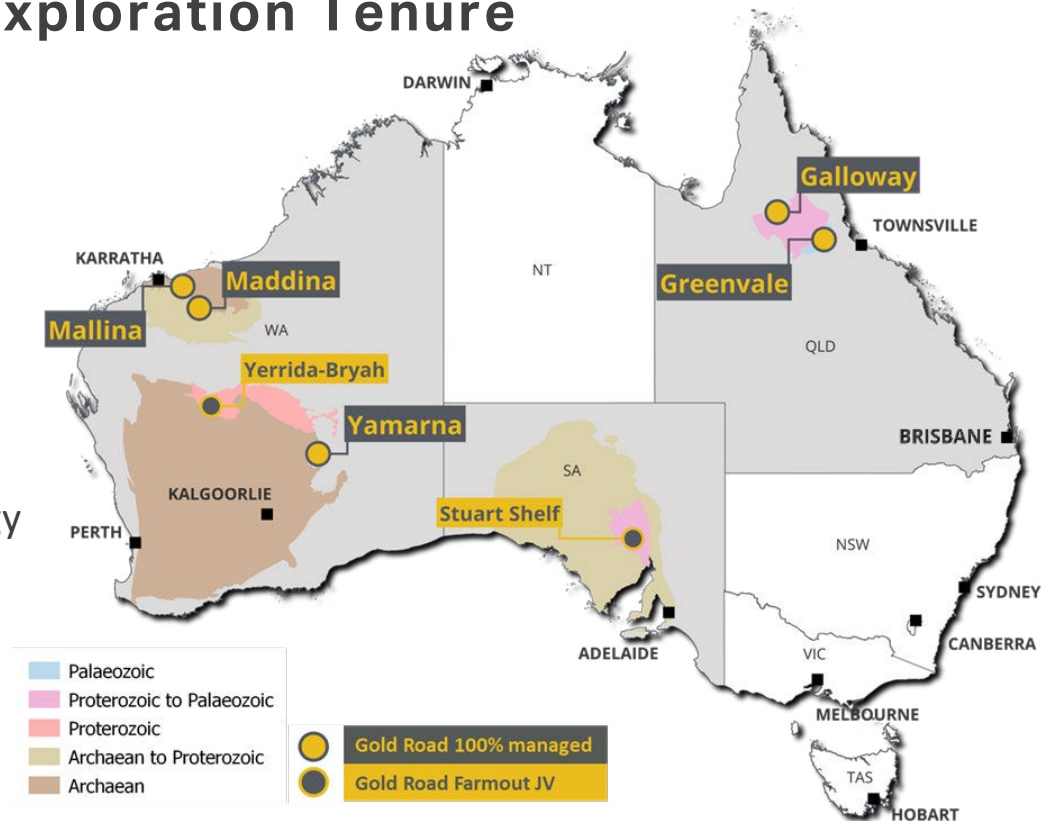 xploration Tenure
DARWIN
Galloway
TOWNSVILLE
KARRATHA
Maddina
NT
Greenvale
Mallina
WA
QLD
Yerrida-Bryah
Yamarna
BRISBANE
SA
KALGOORLIE
Stuart Shelf
PERTH
NSW
SYDNEY
ADELAIDE
CANBERRA
VIC
MELBOURNE
TAS
HOBART
Palaeozoic
Proterozoic to Palaeozoic
Proterozoic
Archaean to Proterozoic
Archaean
Gold Road 100% managed
Gold Road Farmout JV